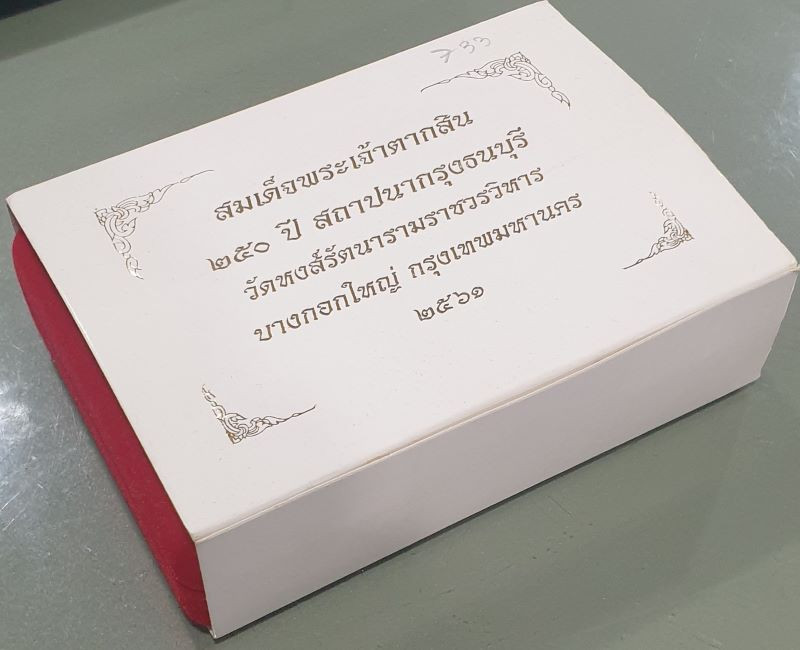 733
สมเด็จพระเจ้าตากสิน
๒๕๐ ปี สถาปนากรุงธนบุรี
วัดหงส์รัตนารามราชวรวิหาร
บางกอกใหญ่ กรุงเทพมหานคร
๒๕๖๑